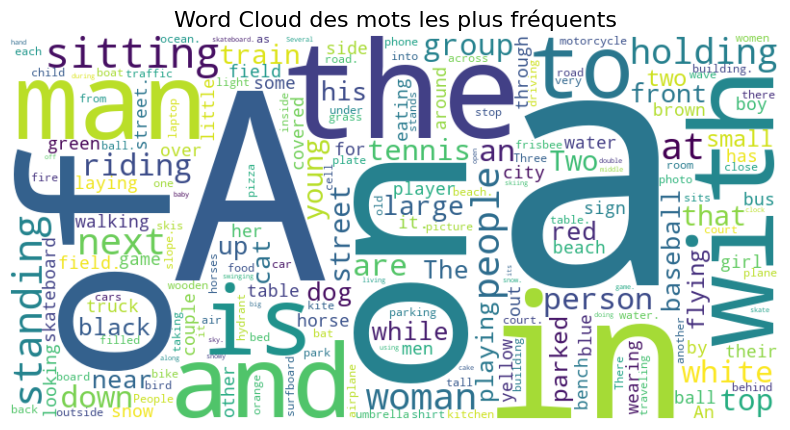 Word Cloud des mots les plus fréquents
hand each ocean. skateboard. as Several side road. phone into across motorcycle women building.
sitting train group holding
child boat traffic some his field light around through road very two wave there
man the to front
from street. little laptop inside covered under grass eating stands stop driving brown boy
green ball. over young for tennis an water frisbee Three at small has
riding plate city Two double middle room close
off fire laying one pizza cell player people open skiing photo sits that bus
of A on a with
baby walking skis her old large beach. sign table. court
standing skateboard next field. game slope. up cat street it. picture red beach baseball flying girl plane clock
wooden horses food car are The out person
truck cars table dog living while playing court. game. doing water. another skate
black is air kite horse parking men yellow parked blue by their
filled taking couple it hydrant sky. swinging big bat snow. sits building bench wearing
looking near board bike other bed park using cake tall There traveling white behind
along and in
bird People snowy orange surfboard airplane woman ball An top
back outside down snow umbrella shirt kitchen
during